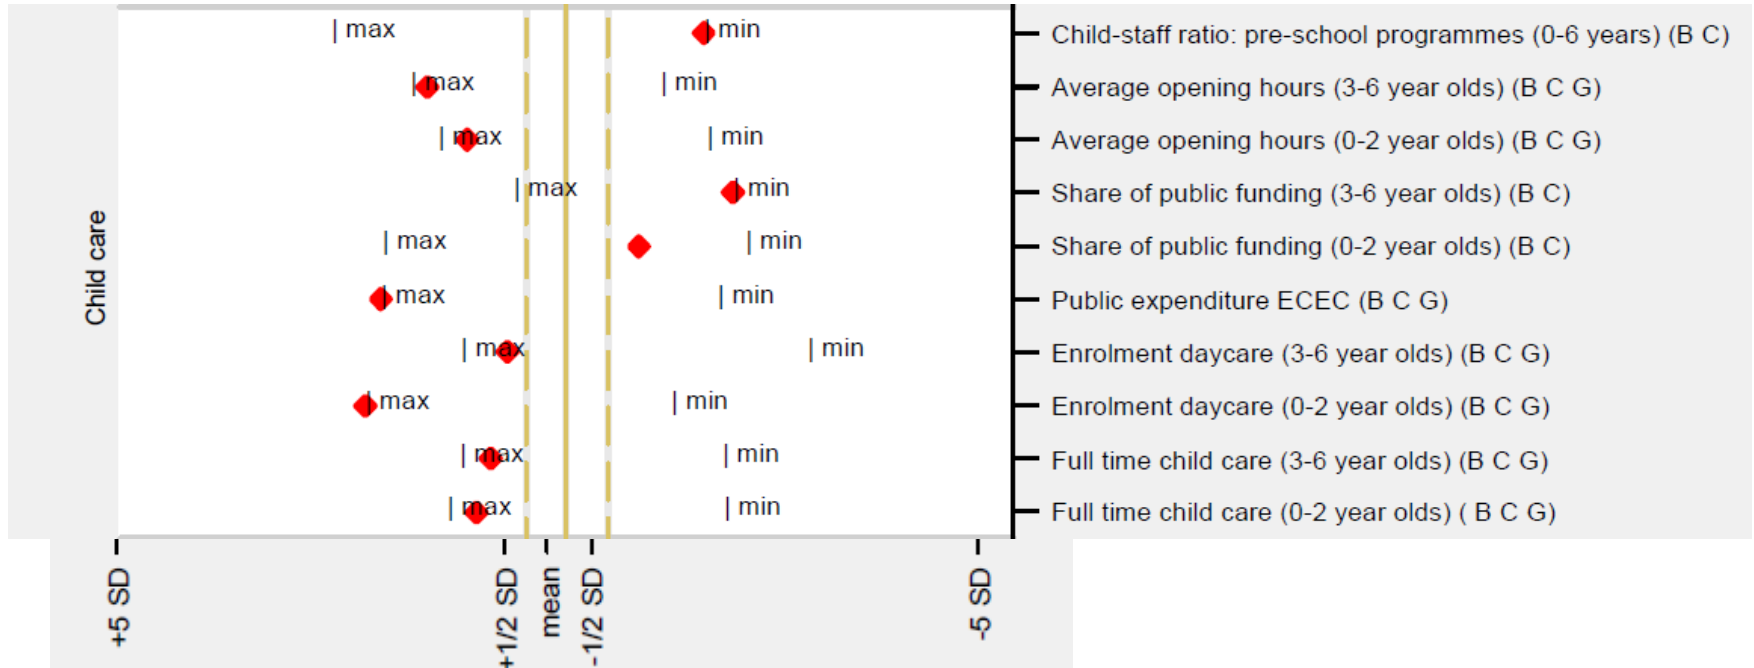 Child care
| max | min Child-staff ratio: pre-school programmes (0-6 years) (B C)
| max | min Average opening hours (3-6 year olds) (B C G)
| max | min Average opening hours (0-2 year olds) (B C G)
| max | min Share of public funding (3-6 year olds) (B C)
| max | min Share of public funding (0-2 year olds) (B C)
| max | min Public expenditure ECEC (B C G)
| max | min Enrolment daycare (3-6 year olds) (B C G)
| max | min Enrolment daycare (0-2 year olds) (B C G)
| max | min Full time child care (3-6 year olds) (B C G)
| max | min Full time child care (0-2 year olds) ( B C G)
+5 SD
+1/2 SD
mean
-1/2 SD
-5 SD